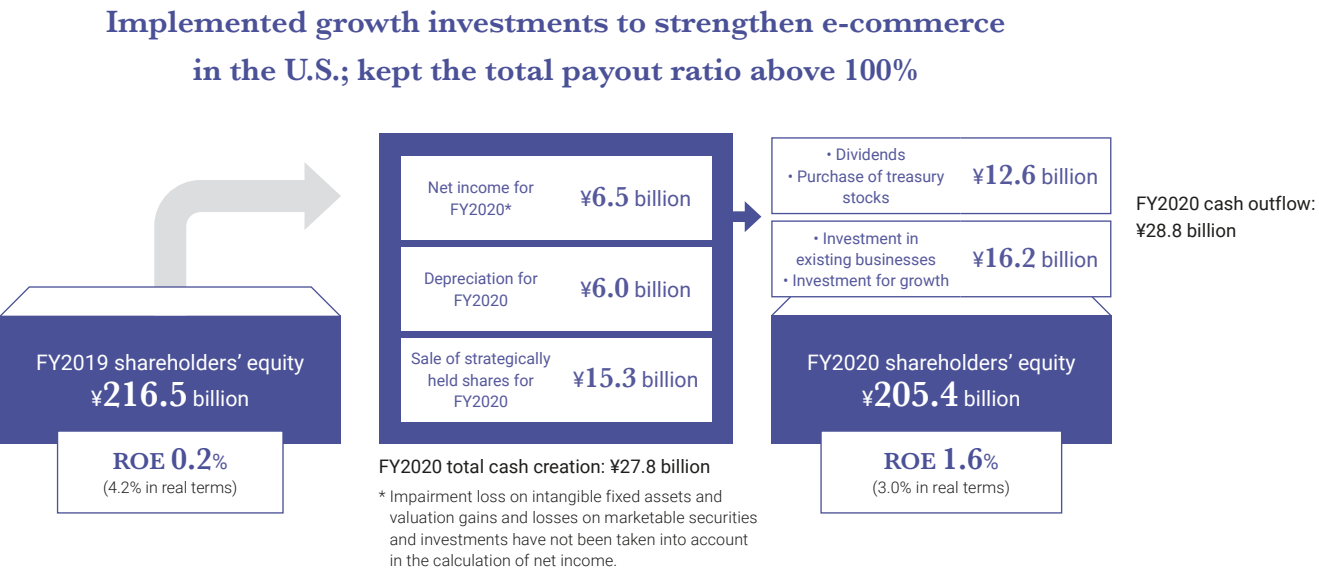 Implemented growth investments to strengthen e-commerce
in the U.S.; kept the total payout ratio above 100%
FY2019 shareholders’ equity
¥216.5 billion
ROE 0.2%
(4.2% in real terms)
Net income for
FY2020*
¥6.5 billion
Depreciation for
FY2020
¥6.0 billion
Sale of strategically
held shares for
FY2020
¥15.3 billion
FY2020 total cash creation: ¥27.8 billion
* Impairment loss on intangible fixed assets and
valuation gains and losses on marketable securities
and investments have not been taken into account
in the calculation of net income.
• Dividends
• Purchase of treasury
stocks
¥12.6 billion
• Investment in
existing businesses
• Investment for growth
¥16.2 billion
FY2020 cash outflow:
¥28.8 billion
FY2020 shareholders’ equity
¥205.4 billion
ROE 1.6%
(3.0% in real terms)